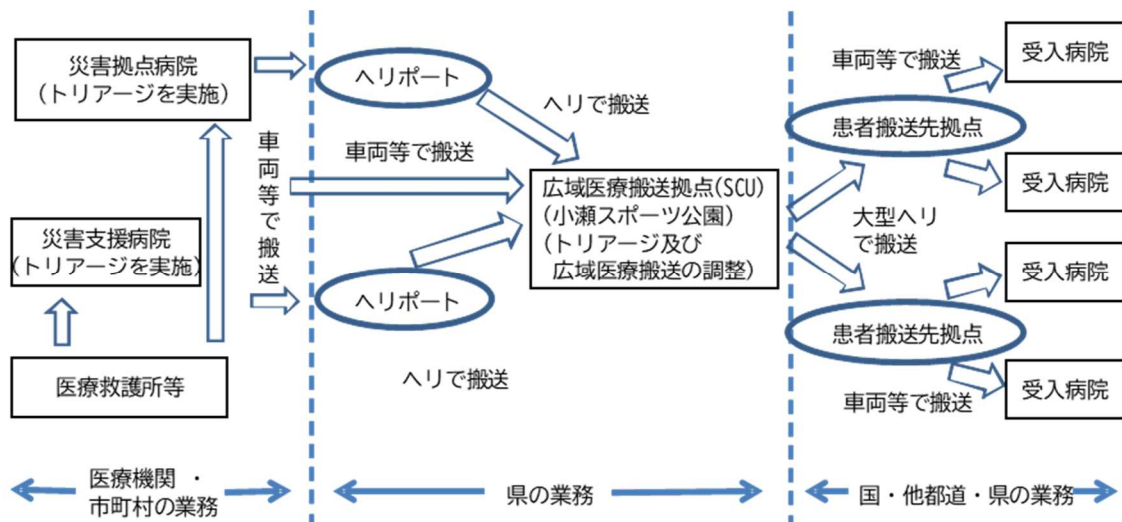 災害拠点病院
（トリアージを実施）
災害支援病院
（トリアージを実施）
医療救護所等
車両等で搬送
医療機関 ・
市町村の業務
ヘリポート
ヘリで搬送
車両等で搬送
ヘリポート
ヘリで搬送
広域医療搬送拠点(SCU)
(小瀬スポーツ公園)
(トリアージ及び
広域医療搬送の調整)
県の業務
車両等で搬送
患者搬送先拠点
大型ヘリ
で搬送
患者搬送先拠点
車両等で搬送
受入病院
受入病院
受入病院
受入病院
国・他都道・県の業務